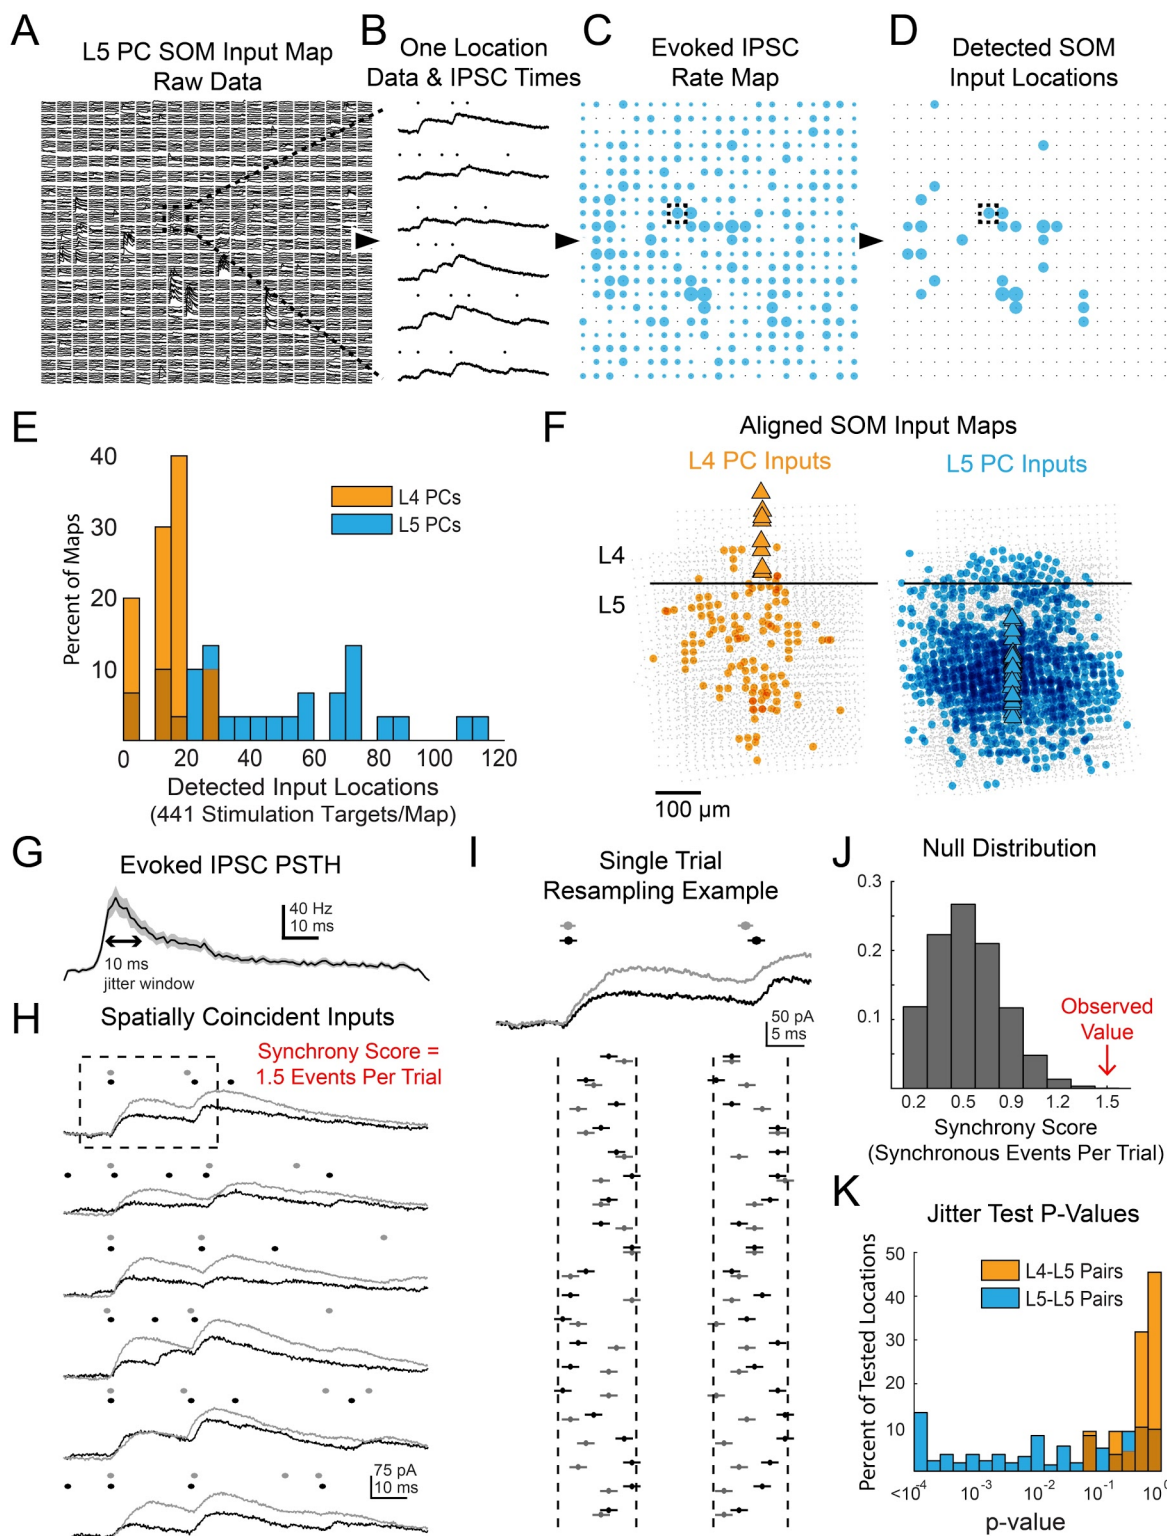 A
L5 PC SOM Input Map
Raw Data
B
One Location
Data & IPSC Times
C
Evoked IPSC
Rate Map
D
Detected SOM
Input Locations
E
40
30
20
10
Percent of Maps
L4 PCs
L5 PCs
0 20 40 60 80 100 120
Detected Input Locations
(441 Stimulation Targets/Map)
F
Aligned SOM Input Maps
L4 PC Inputs
L5 PC Inputs
L4
L5
100 µm
G
Evoked IPSC PSTH
40 Hz
10 ms
10 ms
jitter window
H
Spatially Coincident Inputs
Synchrony Score =
1.5 Events Per Trial
75 pA
10 ms
I
Single Trial
Resampling Example
50 pA
5 ms
J
Null Distribution
0.3
0.2
0.1
Observed
Value
0.2 0.5 0.9 1.2 1.5
Synchrony Score
(Synchronous Events Per Trial)
K
Jitter Test P-Values
50
40
30
20
10
Percent of Tested Locations
L4-L5 Pairs
L5-L5 Pairs
<10⁴ 10⁻³ 10⁻² 10⁻¹ 10⁰
p-value